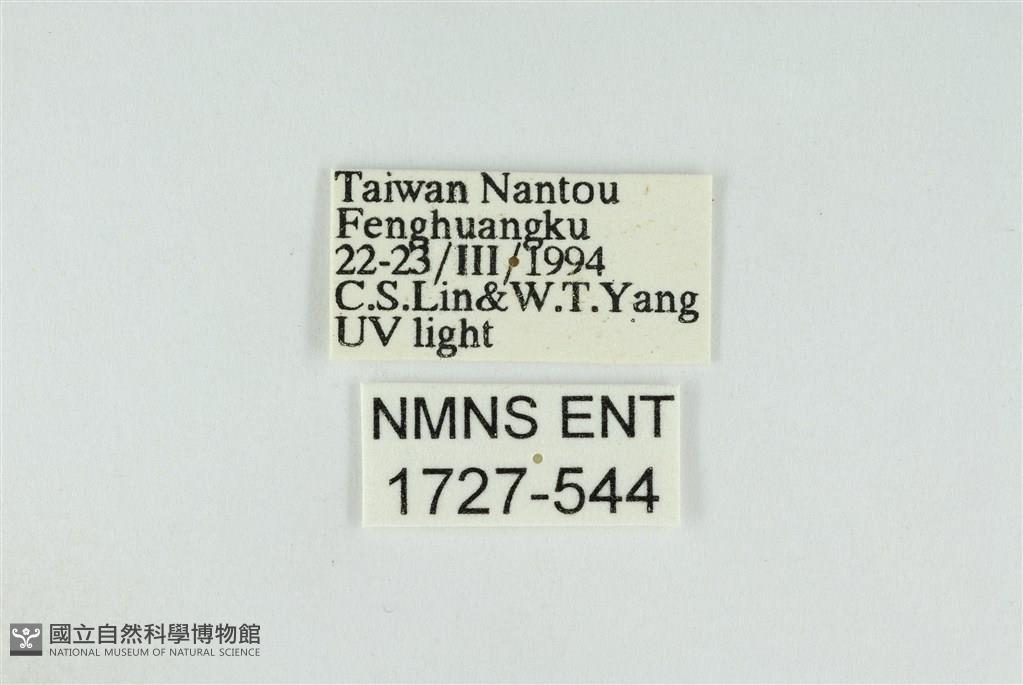 Taiwan Nantou
Fenghuangku
22-23/III/1994
C.S.Lin&W.T.Yang
UV light
NMNS ENT
1727-544
國立自然科學博物館
NATIONAL MUSEUM OF NATURAL SCIENCE